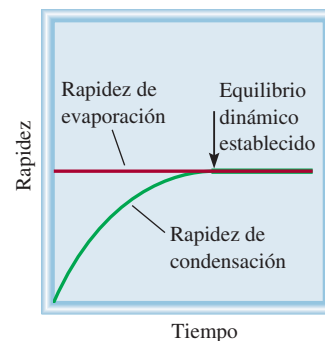 Rapidez de
evaporación
Equilibrio
dinámico
establecido
Rapidez de
condensación
Rapidez
Tiempo